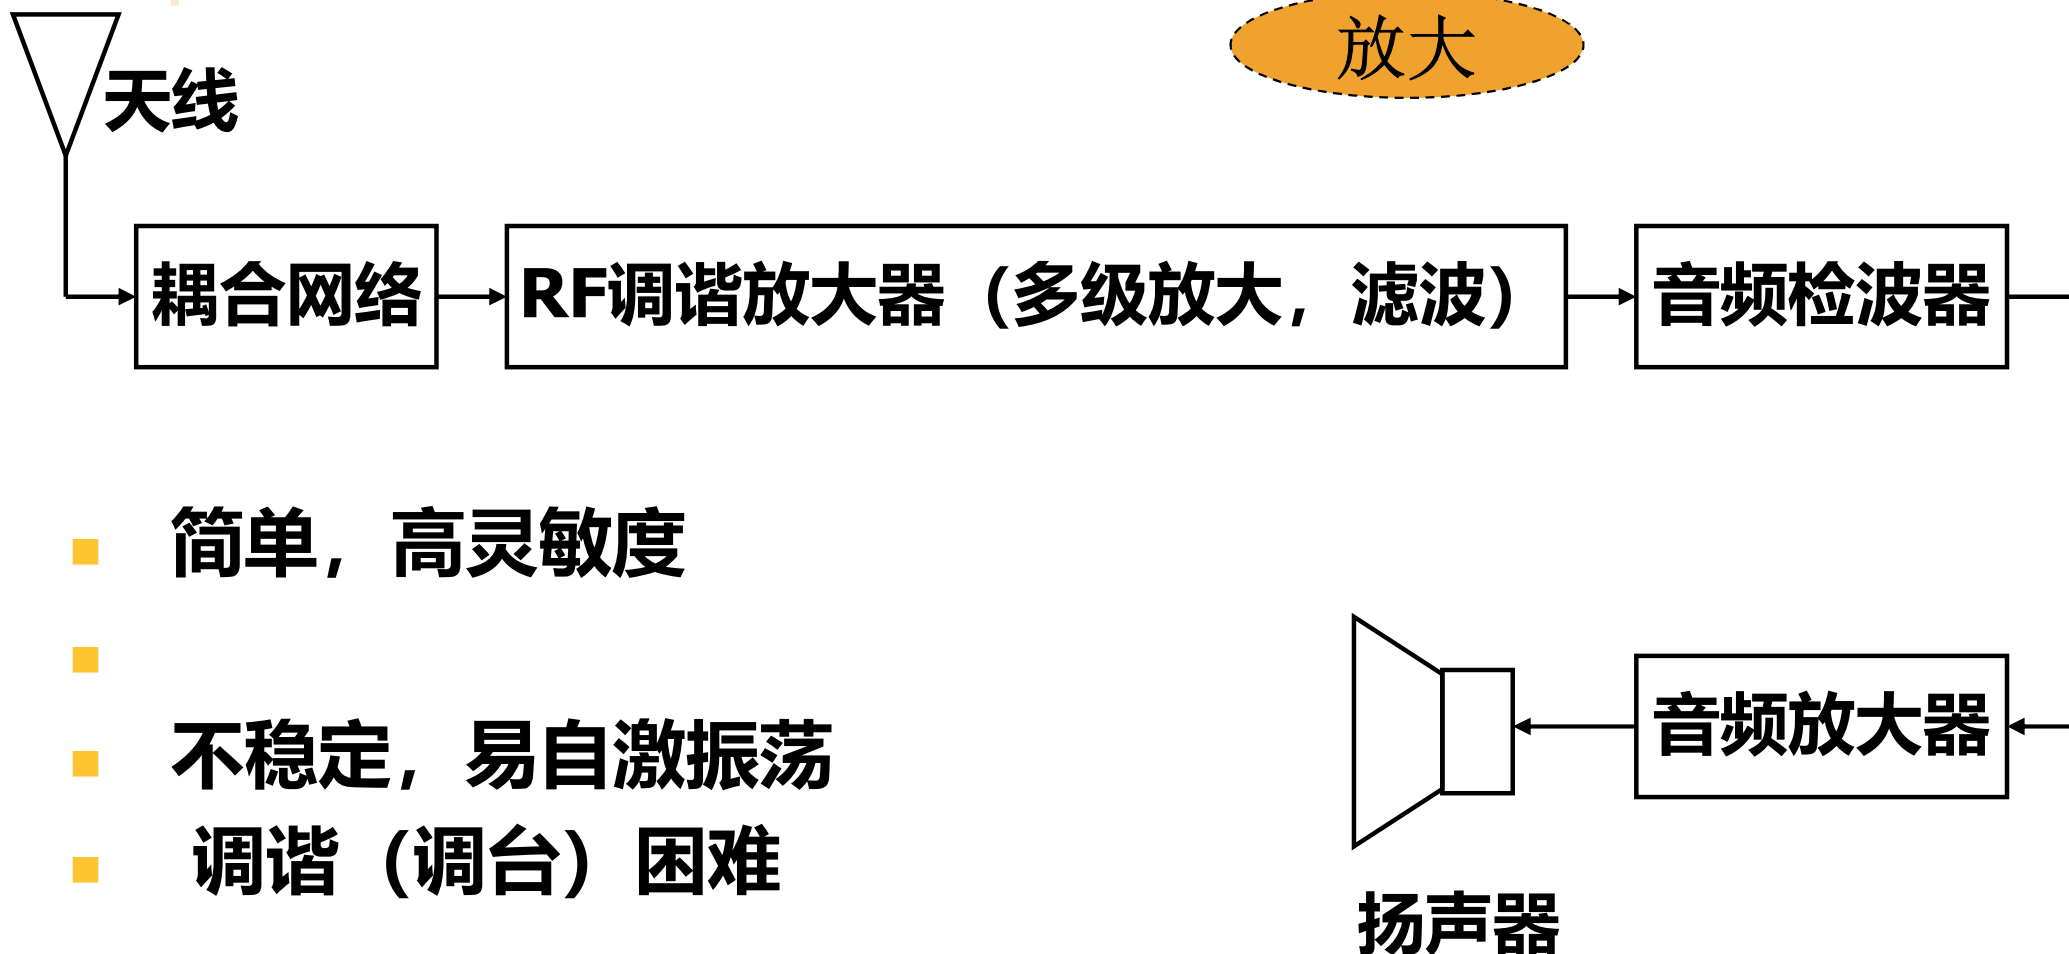 放大
天线
耦合网络
RF调谐放大器（多级放大，滤波）
音频检波器
简单，高灵敏度
音频放大器
不稳定，易自激振荡
调谐（调台）困难
扬声器